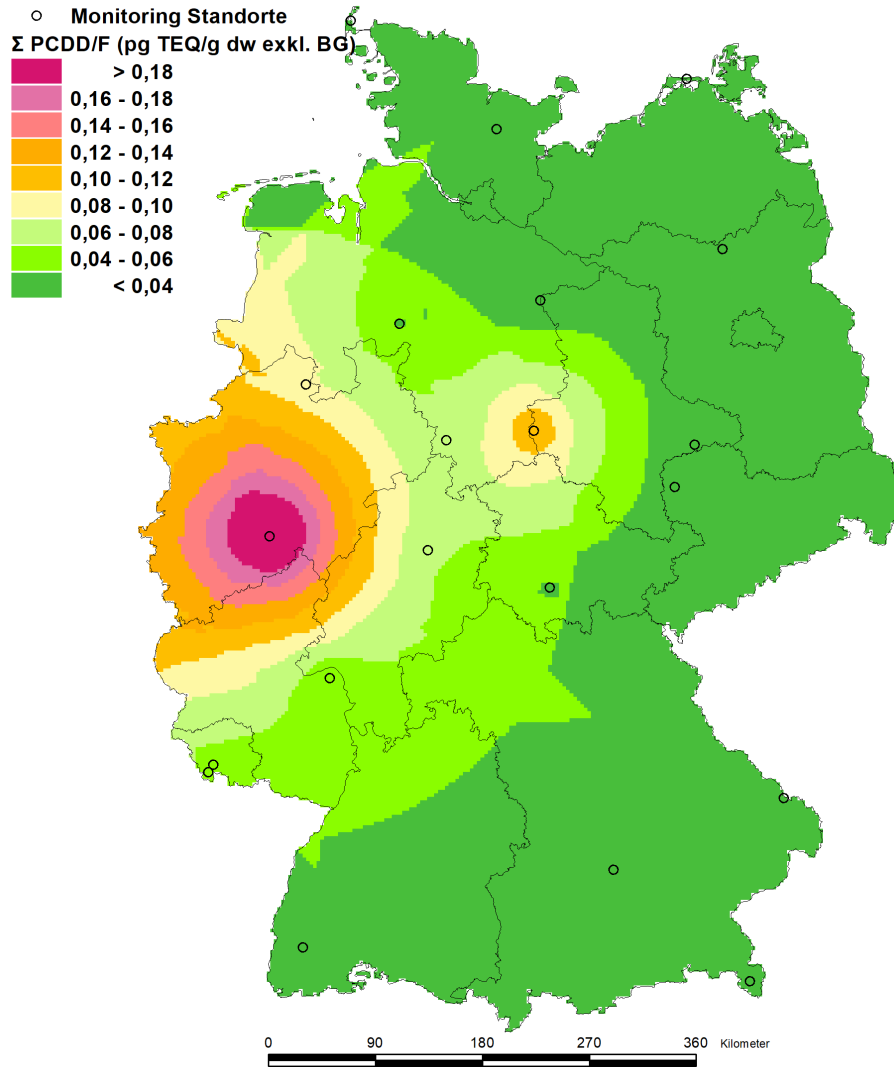 Monitoring Standorte
Σ PCDD/F (pg TEQ/g dw exkl. BG)
> 0,18
0,16 - 0,18
0,14 - 0,16
0,12 - 0,14
0,10 - 0,12
0,08 - 0,10
0,06 - 0,08
0,04 - 0,06
< 0,04
0 90 180 270 360 Kilometer